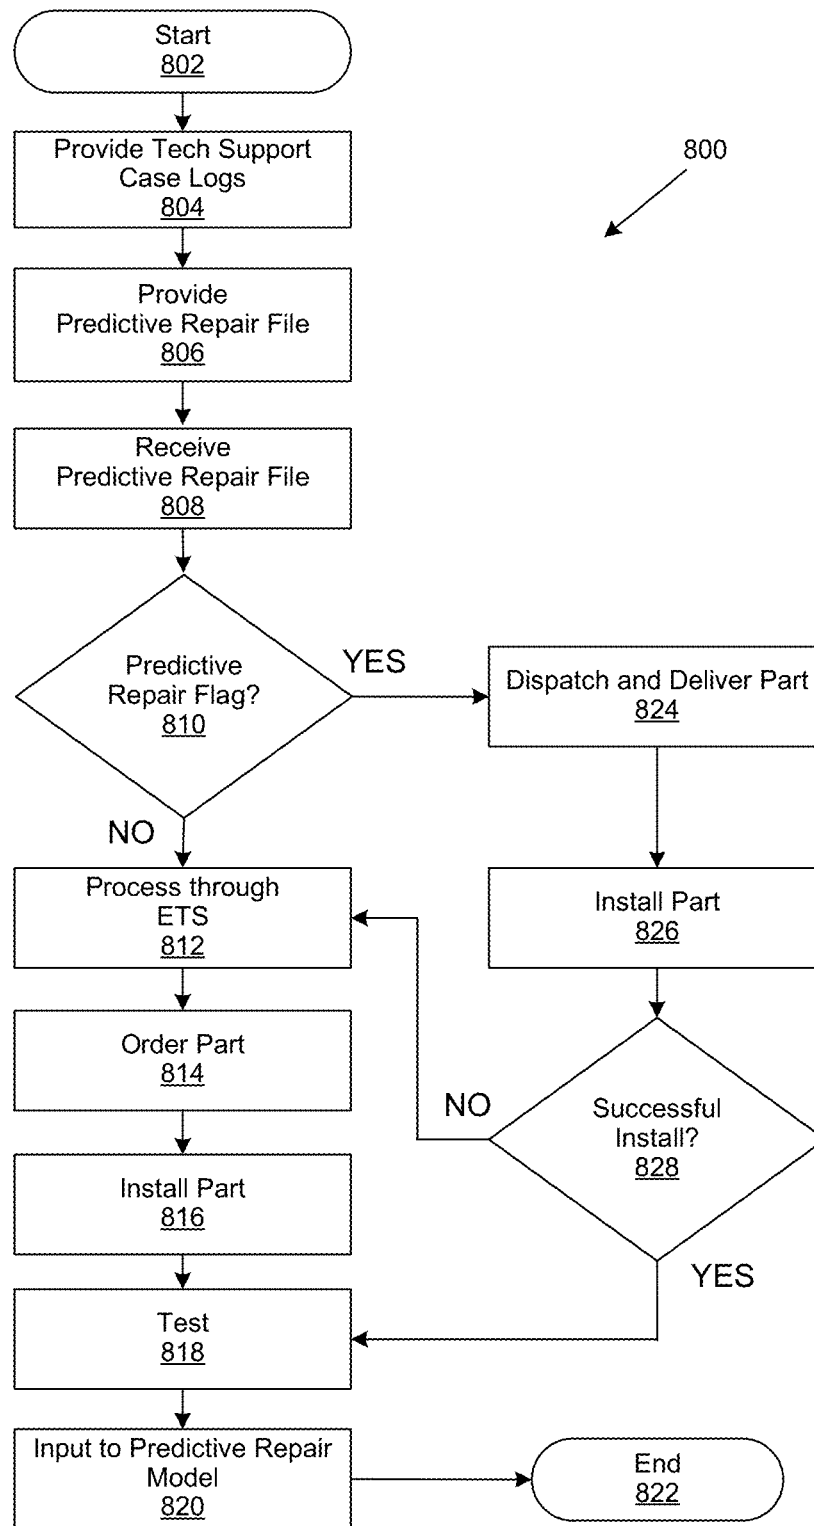 Start
802
Provide Tech Support
Case Logs
804
800
Provide
Predictive Repair File
806
Receive
Predictive Repair File
808
Predictive
Repair Flag?
810
YES
Dispatch and Deliver Part
824
NO
Process through
ETS
812
Install Part
826
Order Part
814
NO
Successful
Install?
828
Install Part
816
YES
Test
818
Input to Predictive Repair
Model
820
End
822